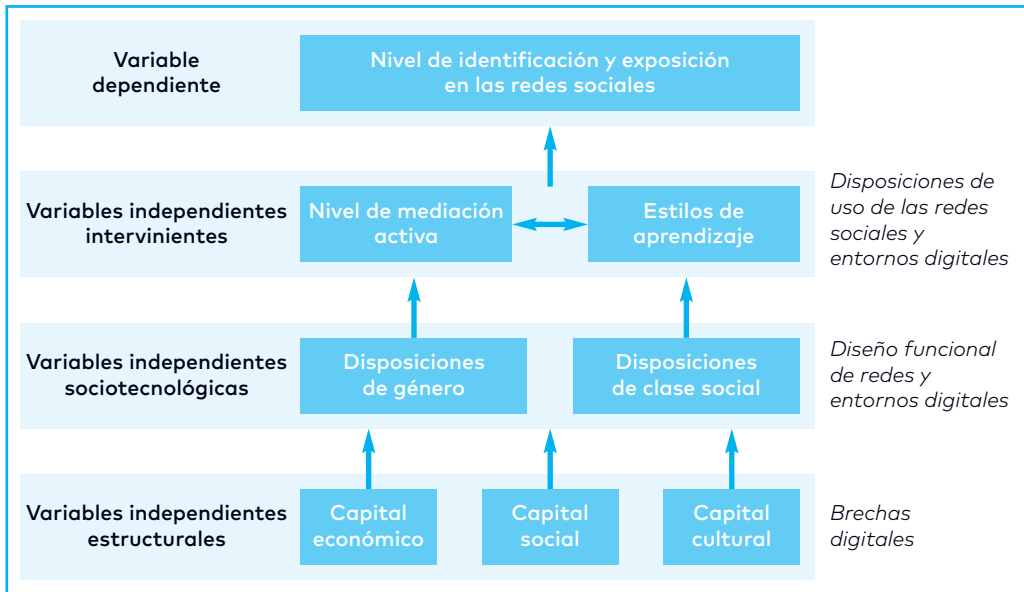 Variable
dependiente
Nivel de identificación y exposición
en las redes sociales
Variables independientes
intervinientes
Nivel de mediación
activa
Estilos de
aprendizaje
Disposiciones de
uso de las redes
sociales y
entornos digitales
Variables independientes
sociotecnológicas
Disposiciones
de género
Disposiciones
de clase social
Diseño funcional
de redes y
entornos digitales
Variables independientes
estructurales
Capital
económico
Capital
social
Capital
cultural
Brechas
digitales